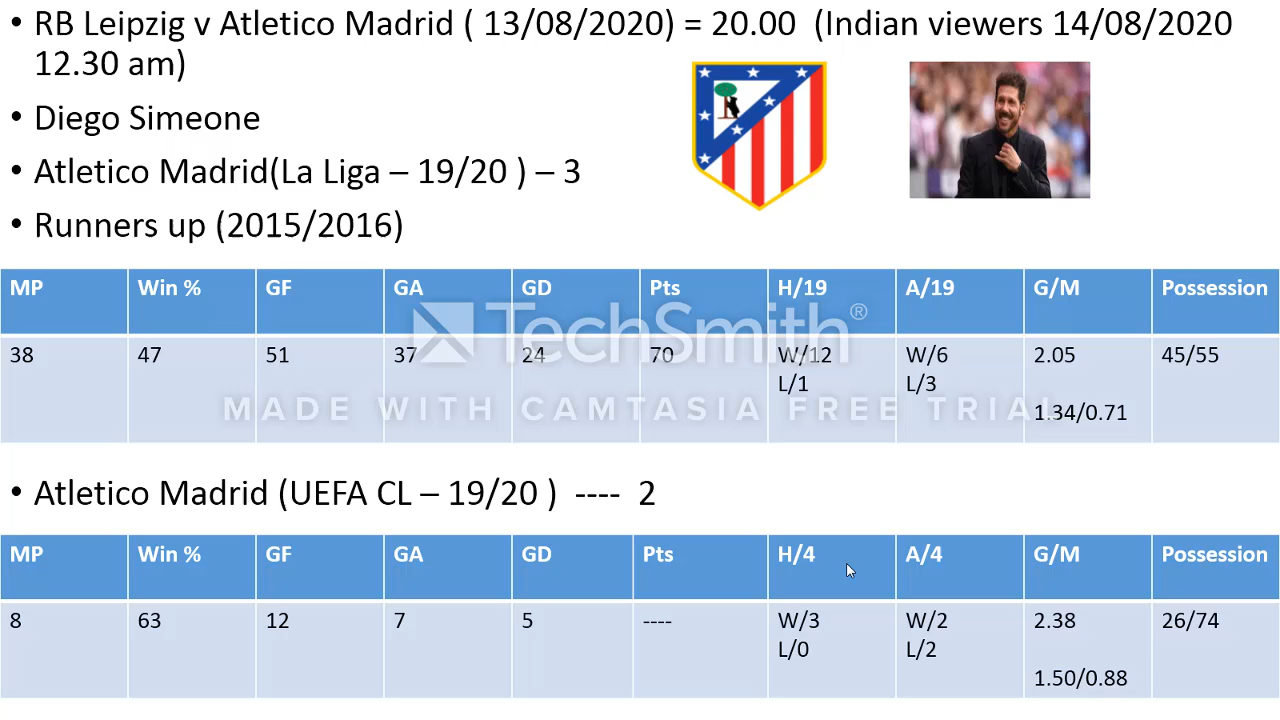 • RB Leipzig v Atletico Madrid ( 13/08/2020) = 20.00  (Indian viewers 14/08/2020
12.30 am)
• Diego Simeone
• Atletico Madrid(La Liga – 19/20 ) – 3
• Runners up (2015/2016)
MP Win % GF GA GD Pts H/19 A/19 G/M Possession
TechSmith®
38 47 51 37 24 70 W/12 W/6 2.05 45/55
L/1 L/3
MADE WITH CAMTASIA FREE TRIAL
1.34/0.71
• Atletico Madrid (UEFA CL – 19/20 )  ----  2
MP Win % GF GA GD Pts H/4 A/4 G/M Possession
8 63 12 7 5 ---- W/3 W/2 2.38 26/74
L/0 L/2
1.50/0.88